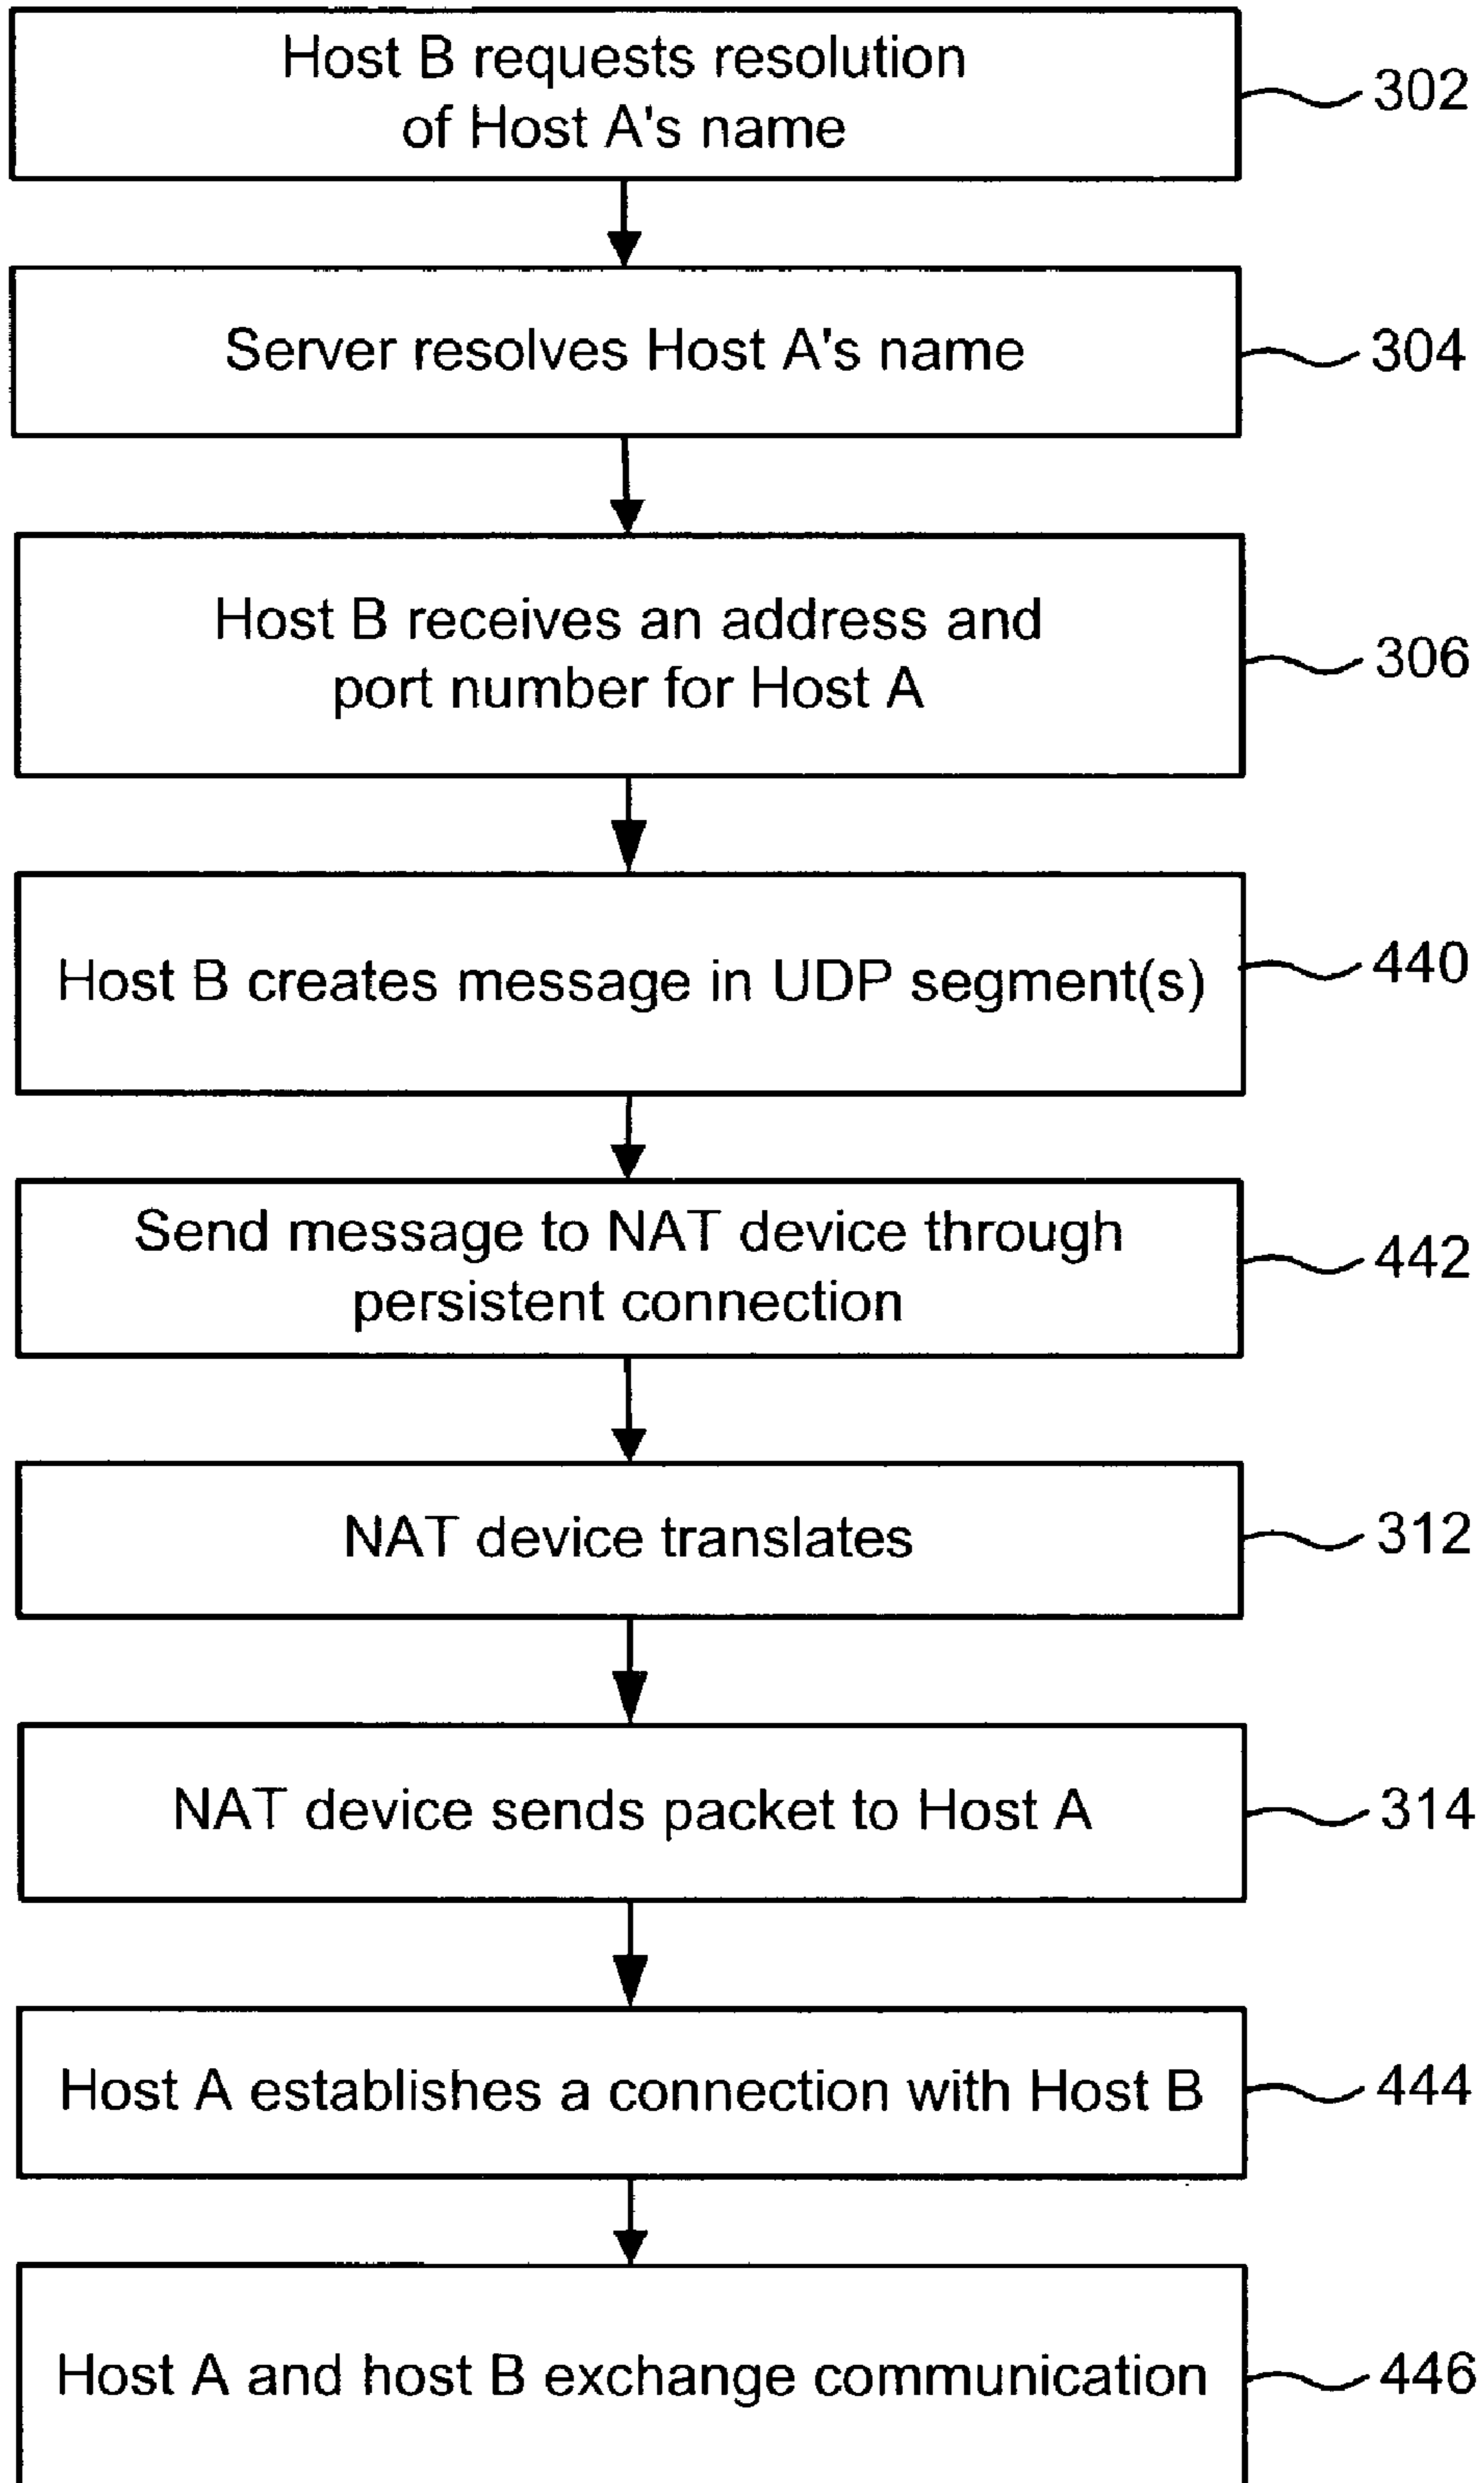 Host B requests resolution
of Host A's name
302
Server resolves Host A's name
304
Host B receives an address and
port number for Host A
306
Host B creates message in UDP segment(s)
440
Send message to NAT device through
persistent connection
442
NAT device translates
312
NAT device sends packet to Host A
314
Host A establishes a connection with Host B
444
Host A and host B exchange communication
446